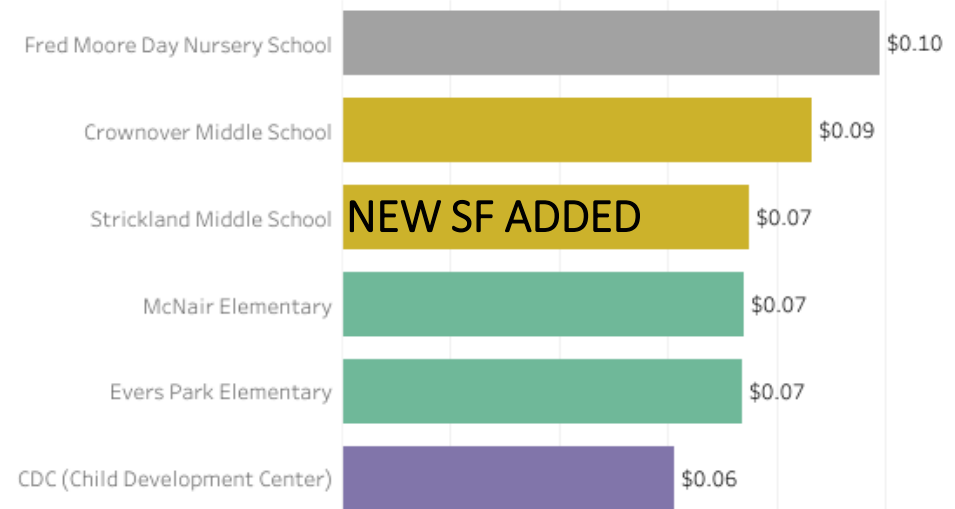 Fred Moore Day Nursery School $0.10
Crownover Middle School $0.09
Strickland Middle School NEW SF ADDED $0.07
McNair Elementary $0.07
Evers Park Elementary $0.07
CDC (Child Development Center) $0.06